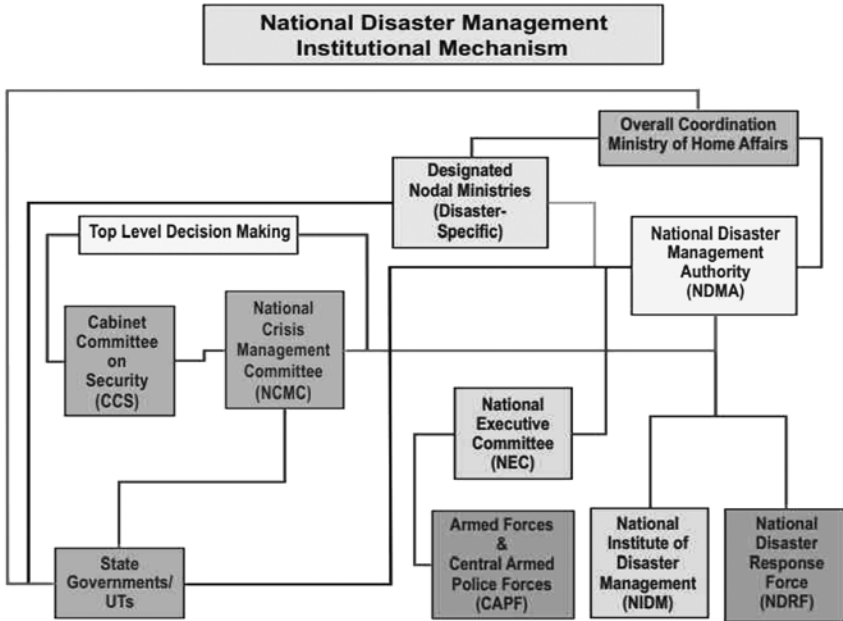 National Disaster Management
Institutional Mechanism
Overall Coordination
Ministry of Home Affairs
Designated
Nodal Ministries
(Disaster-
Specific)
Top Level Decision Making
National Disaster
Management
Authority
(NDMA)
Cabinet
Committee
on
Security
(CCS)
National
Crisis
Management
Committee
(NCMC)
National
Executive
Committee
(NEC)
State
Governments/
UTs
Armed Forces
&
Central Armed
Police Forces
(CAPF)
National
Institute of
Disaster
Management
(NIDM)
National
Disaster
Response
Force
(NDRF)